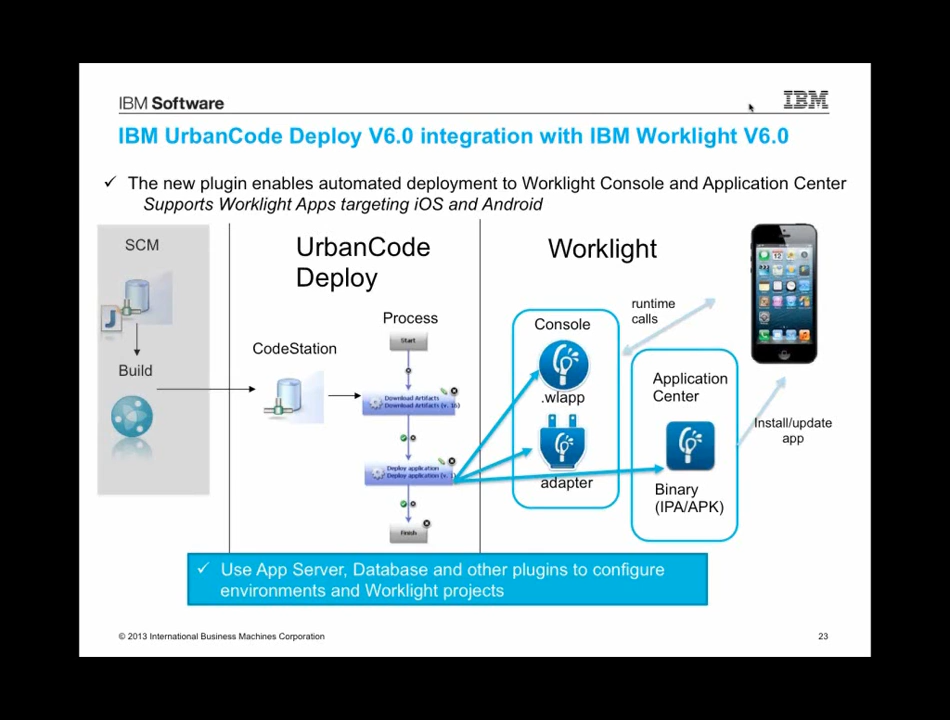 IBM Software
IBM
IBM UrbanCode Deploy V6.0 integration with IBM Worklight V6.0
✓ The new plugin enables automated deployment to Worklight Console and Application Center
Supports Worklight Apps targeting iOS and Android
SCM
Build
UrbanCode
Deploy
CodeStation
Process
Start
Download Artifacts
Download Artifacts (v. 16)
Deploy application
Deploy application (v.
Finish
Worklight
Console
.wlapp
adapter
runtime
calls
Application
Center
Binary
(IPA/APK)
Install/update
app
✓ Use App Server, Database and other plugins to configure
environments and Worklight projects
© 2013 International Business Machines Corporation
23